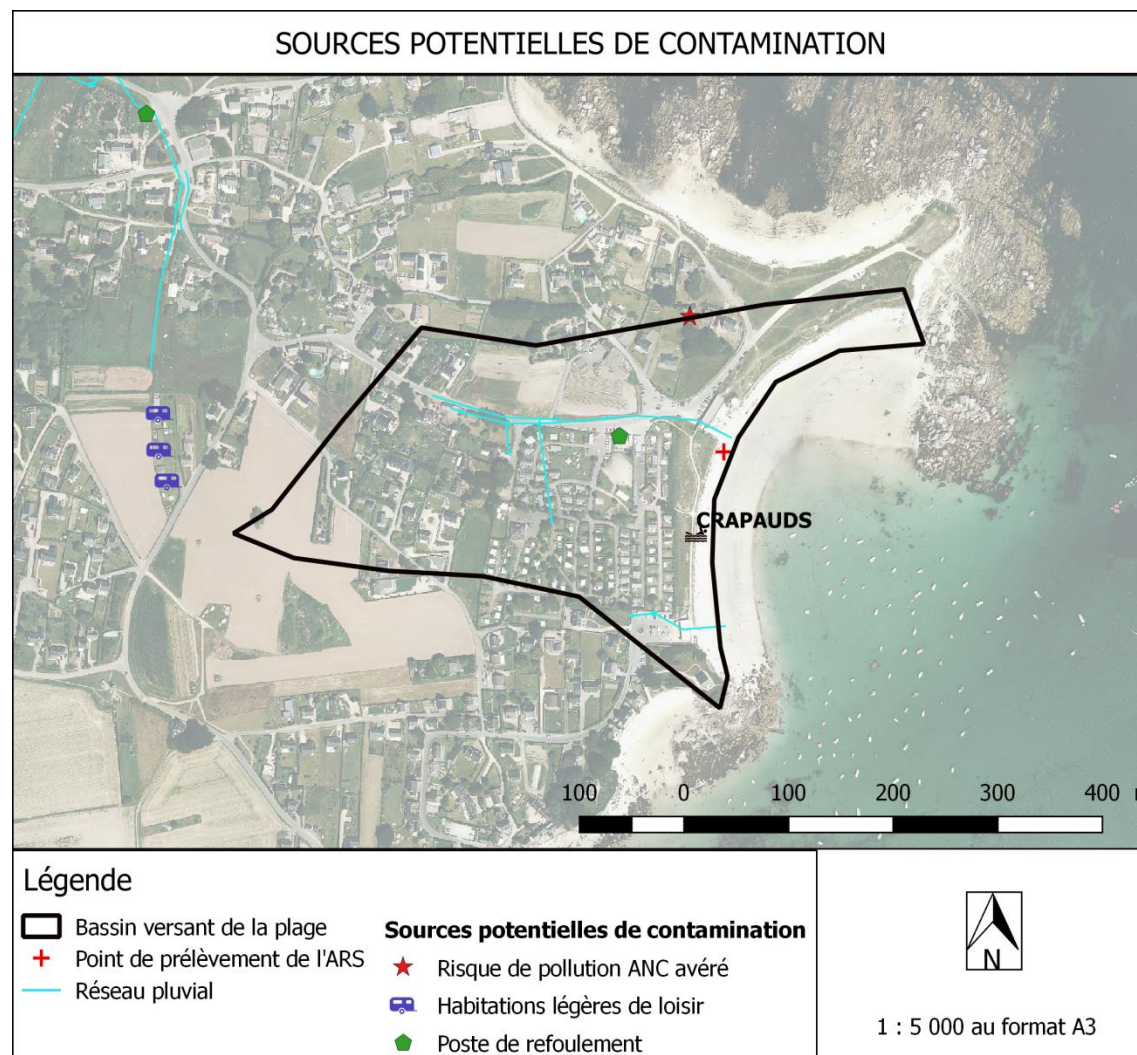 SOURCES POTENTIELLES DE CONTAMINATION
CRAPAUDS
100 0 100 200 300 400
Légende
Bassin versant de la plage
Point de prélèvement de l'ARS
Réseau pluvial
Sources potentielles de contamination
Risque de pollution ANC avéré
Habitations légères de loisir
Poste de refoulement
N
1 : 5 000 au format A3